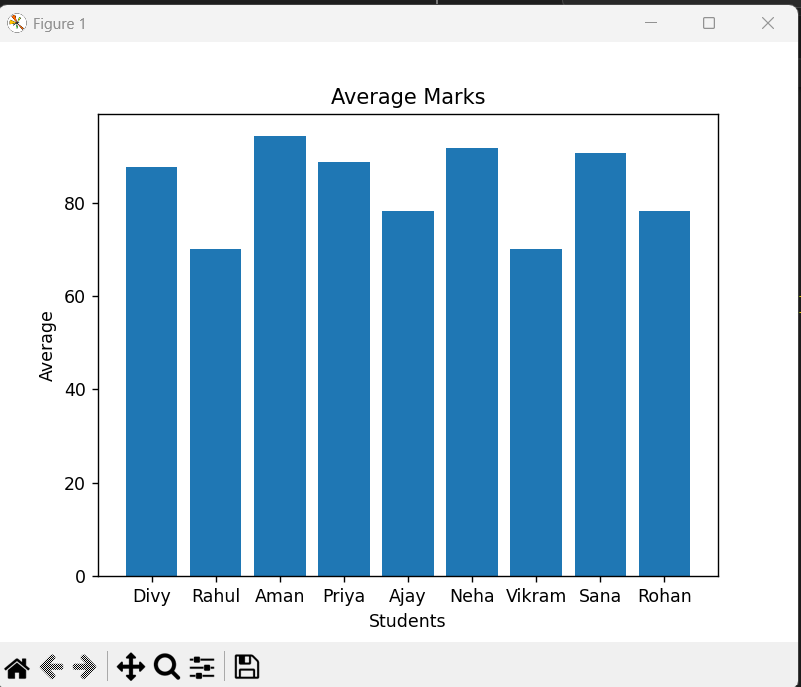 Figure 1
Average Marks
Average
80
60
40
20
0
Divy Rahul Aman Priya Ajay Neha Vikram Sana Rohan
Students